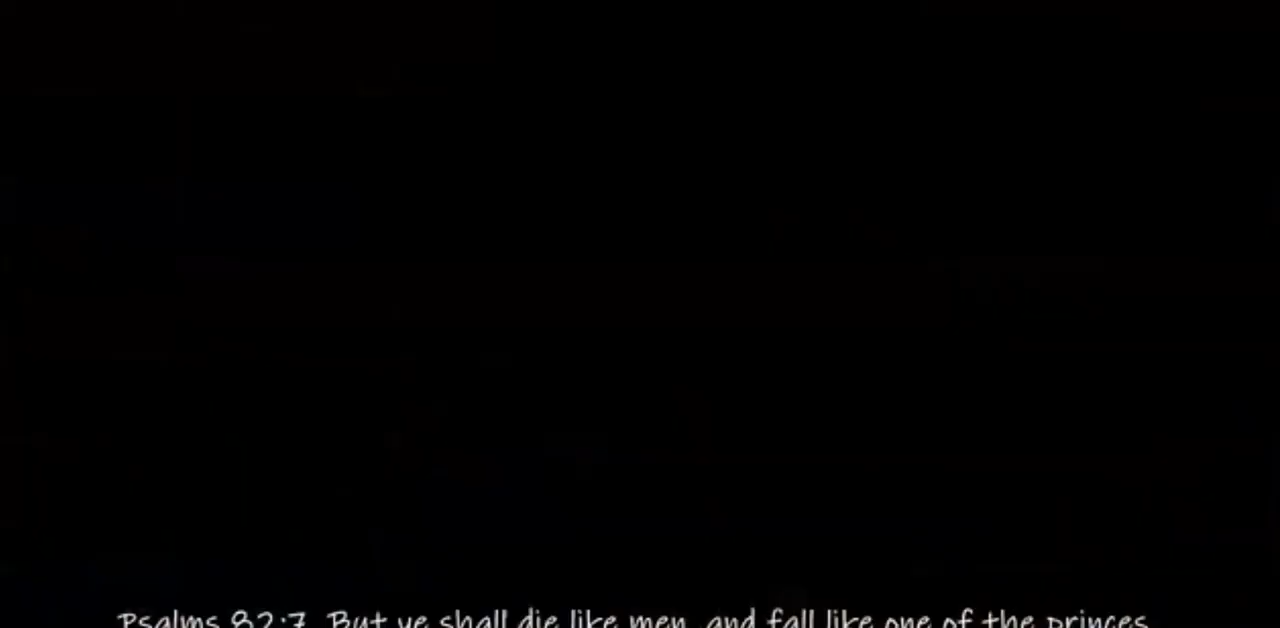 Psalms 82:7 But ye shall die like men, and fall like one of the princes.